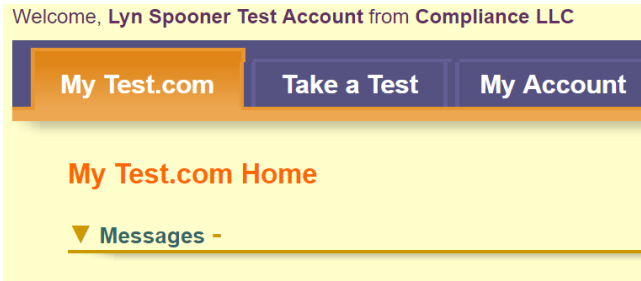 Welcome, Lyn Spooner Test Account from Compliance LLC
My Test.com Take a Test My Account
My Test.com Home
▼ Messages -